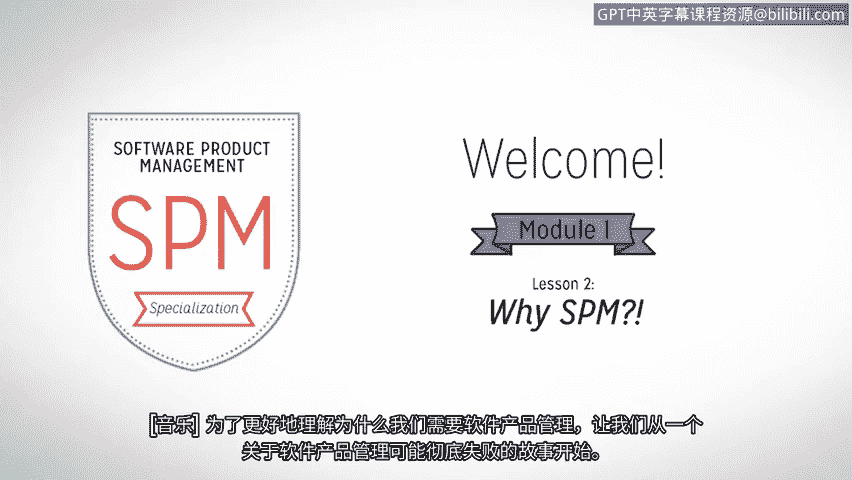 GPT中英字幕课程资源@bilibili.com
SOFTWARE PRODUCT
MANAGEMENT
SPM
Specialization
Welcome!
Module 1
Lesson 2:
Why SPM?!
[音乐] 为了更好地理解为什么我们需要软件产品管理，让我们从一个
关于软件产品管理可能彻底失败的故事开始。